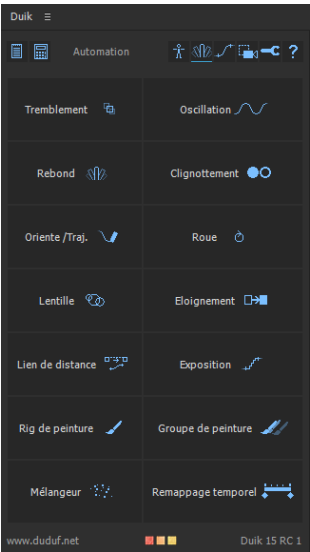 Duik
Automation
?
Tremblement
Oscillation
Rebond
Clignottement
Oriente /Traj.
Roue
Lentille
Eloignement
Lien de distance
Exposition
Rig de peinture
Groupe de peinture
Mélangeur
Remappage temporel
www.duduf.net
Duik 15 RC 1